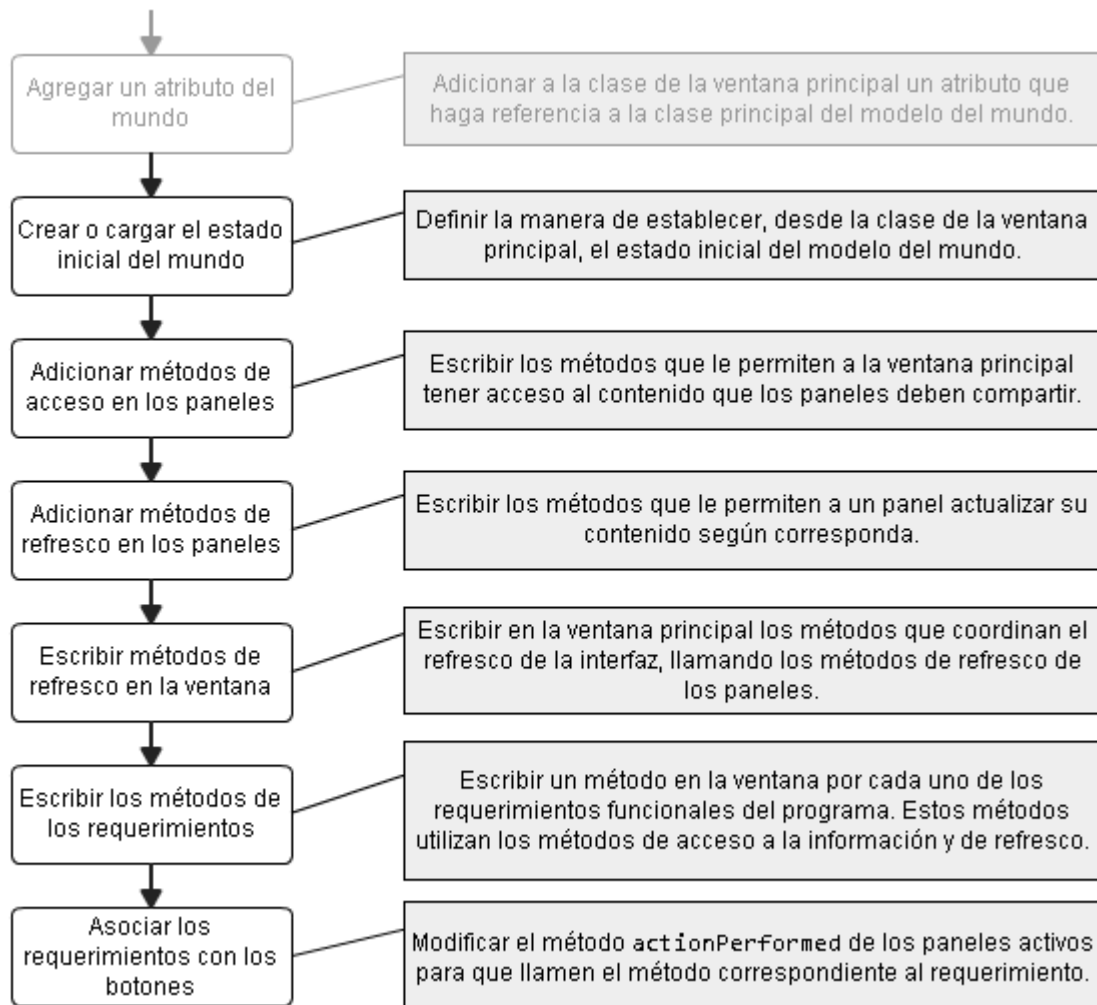 Agregar un atributo del
mundo
Adicionar a la clase de la ventana principal un atributo que
haga referencia a la clase principal del modelo del mundo.
Crear o cargar el estado
inicial del mundo
Definir la manera de establecer, desde la clase de la ventana
principal, el estado inicial del modelo del mundo.
Adicionar métodos de
acceso en los paneles
Escribir los métodos que le permiten a la ventana principal
tener acceso al contenido que los paneles deben compartir.
Adicionar métodos de
refresco en los paneles
Escribir los métodos que le permiten a un panel actualizar su
contenido según corresponda.
Escribir métodos de
refresco en la ventana
Escribir en la ventana principal los métodos que coordinan el
refresco de la interfaz, llamando los métodos de refresco de
los paneles.
Escribir los métodos de
los requerimientos
Escribir un método en la ventana por cada uno de los
requerimientos funcionales del programa. Estos métodos
utilizan los métodos de acceso a la información y de refresco.
Asociar los
requerimientos con los
botones
Modificar el método actionPerformed de los paneles activos
para que llamen el método correspondiente al requerimiento.